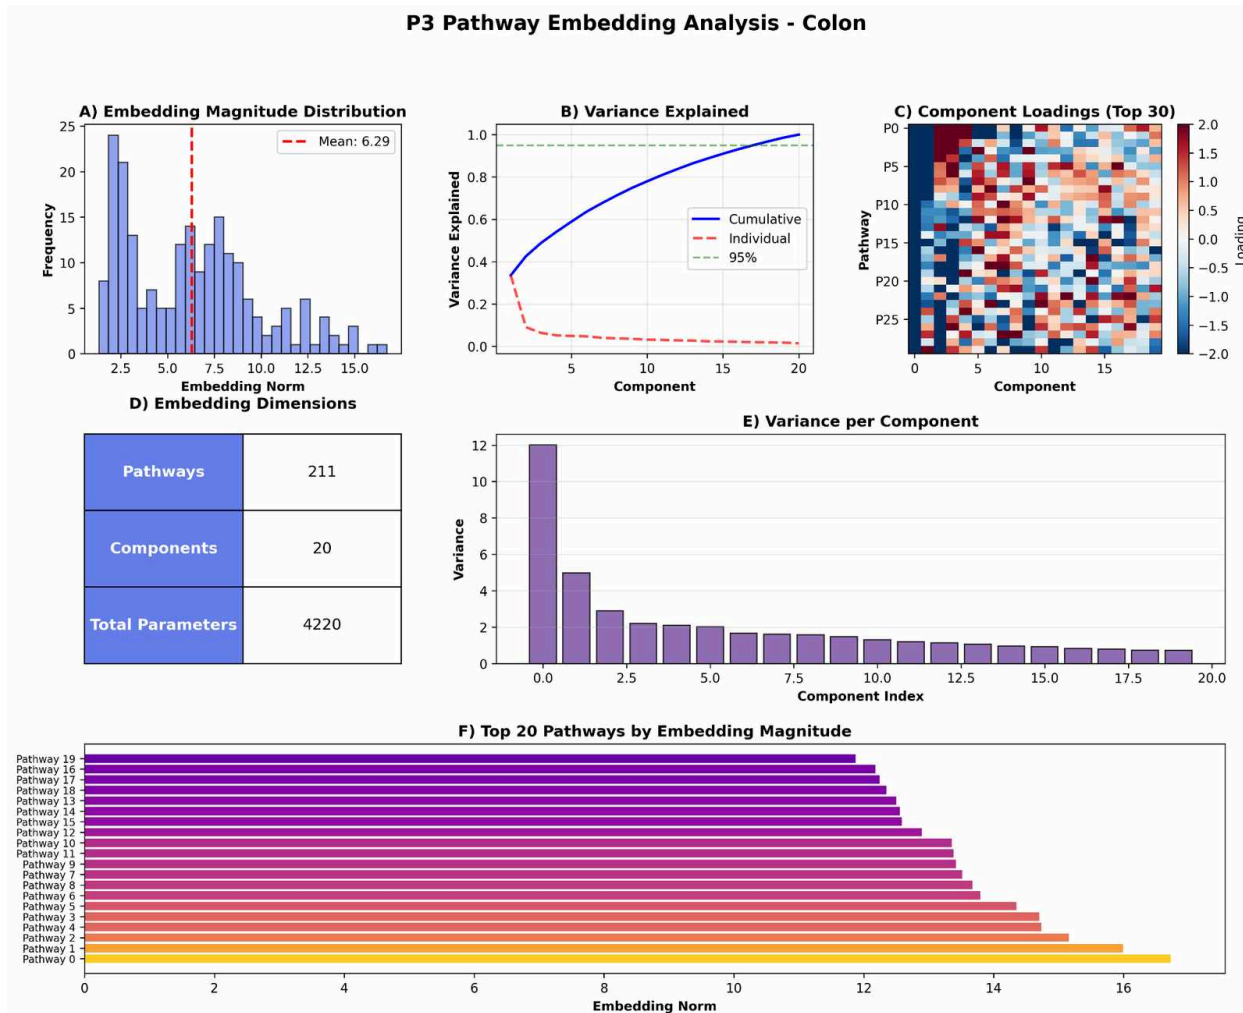 P3 Pathway Embedding Analysis - Colon
A) Embedding Magnitude Distribution
25
20
15
10
5
0
Frequency
Mean: 6.29
2.5 5.0 7.5 10.0 12.5 15.0
Embedding Norm
B) Variance Explained
1.0
0.8
0.6
0.4
0.2
0.0
Variance Explained
Cumulative
Individual
95%
5 10 15 20
Component
C) Component Loadings (Top 30)
P0
P5
P10
P15
P20
P25
Pathway
0 5 10 15
Component
2.0
1.5
1.0
0.5
0.0
−0.5
−1.0
−1.5
−2.0
Loading
D) Embedding Dimensions
Pathways 211
Components 20
Total Parameters 4220
E) Variance per Component
12
10
8
6
4
2
0
Variance
0.0 2.5 5.0 7.5 10.0 12.5 15.0 17.5 20.0
Component Index
F) Top 20 Pathways by Embedding Magnitude
Pathway 19
Pathway 16
Pathway 17
Pathway 18
Pathway 13
Pathway 14
Pathway 15
Pathway 12
Pathway 10
Pathway 11
Pathway 9
Pathway 7
Pathway 8
Pathway 6
Pathway 5
Pathway 3
Pathway 4
Pathway 2
Pathway 1
Pathway 0
0 2 4 6 8 10 12 14 16
Embedding Norm